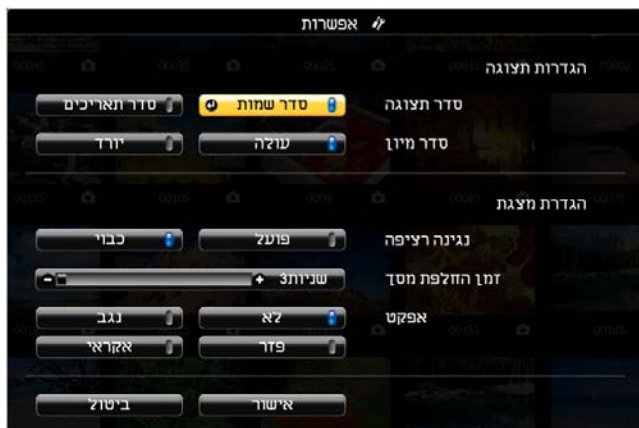 אפשרות
הגדרות תצוגה
סדר תצוגה סדר שמות סדר תאריכים
סדר מיון עולה יורד
הגדרת מצגת
נגינה רציפה פועל כבוי
זמן החלפת מסך שניות3
אפקט לא נגב
פזר אקראי
אישור ביטול